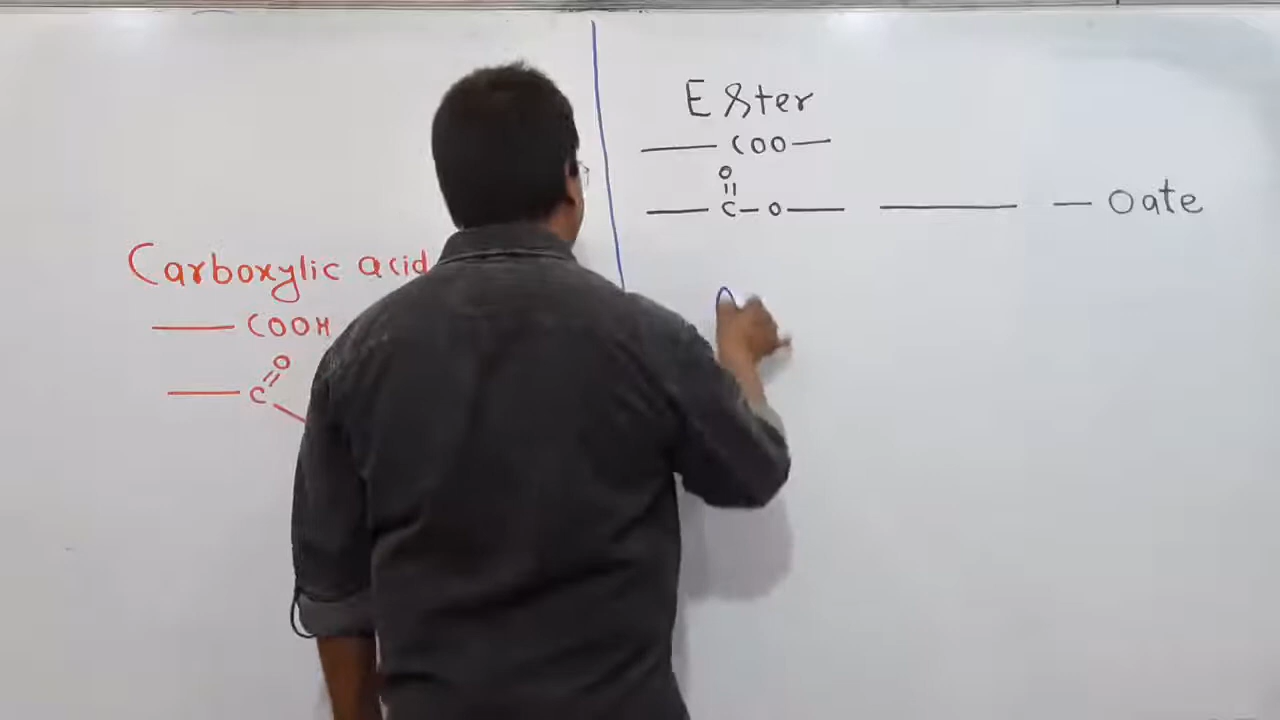 Carboxylic acid
— COOH
O
||
— C
Ester
— COO —
O
||
— C — O — — — Oate